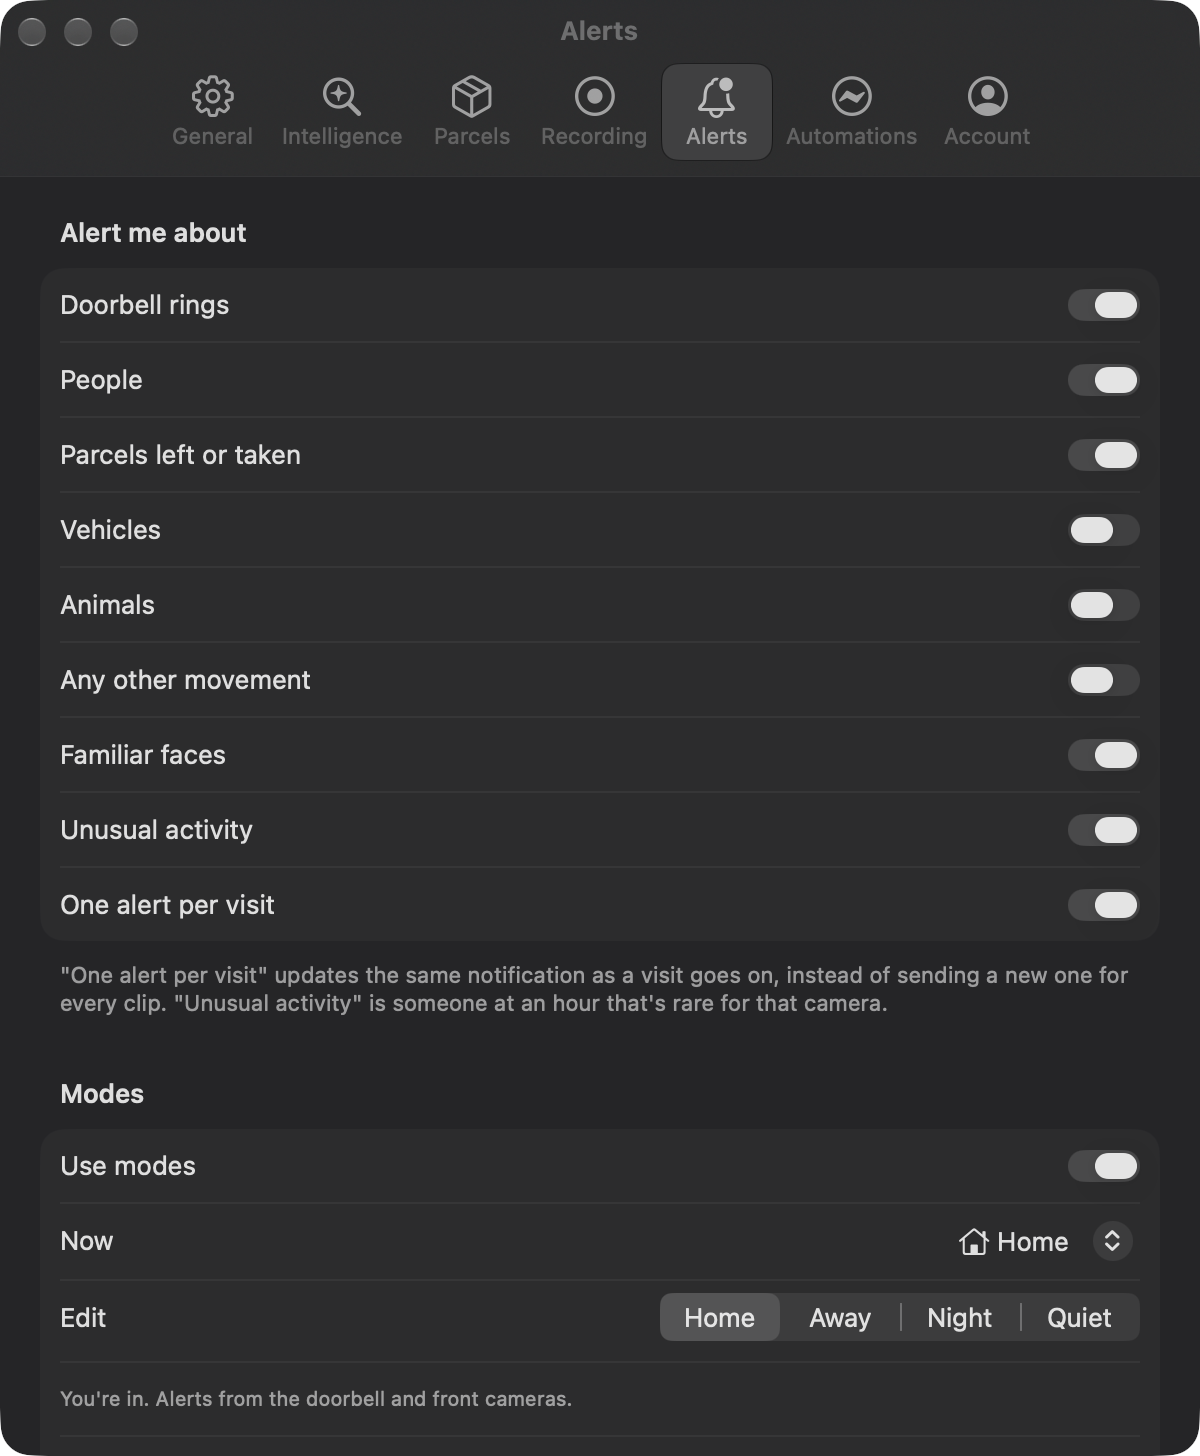 Alerts
General
Intelligence
Parcels
Recording
Alerts
Automations
Account
Alert me about
Doorbell rings
People
Parcels left or taken
Vehicles
Animals
Any other movement
Familiar faces
Unusual activity
One alert per visit
"One alert per visit" updates the same notification as a visit goes on, instead of sending a new one for
every clip. "Unusual activity" is someone at an hour that's rare for that camera.
Modes
Use modes
Now
Home
Edit
Home
Away
Night
Quiet
You're in. Alerts from the doorbell and front cameras.